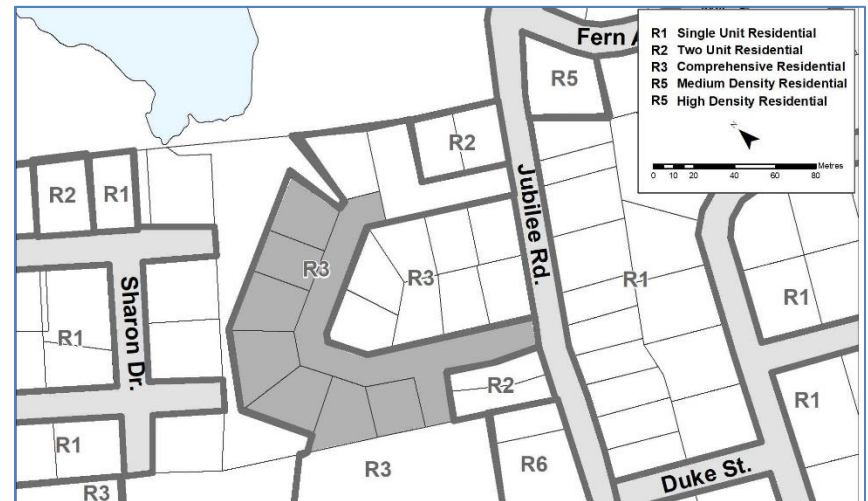 Fern
R1 Single Unit Residential
R2 Two Unit Residential
R3 Comprehensive Residential
R5 Medium Density Residential
R5 High Density Residential
N
0 10 20 40 60 80 Metres
R5
R2
R2
R1
Jubilee Rd.
R3
R3
R1
Sharon Dr.
R1
R1
R2
R1
R1
R3
R3
R6
Duke St.